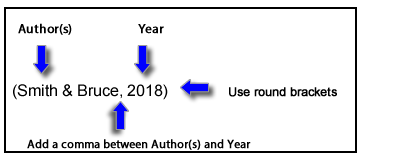 Author(s) Year
(Smith & Bruce, 2018) Use round brackets
Add a comma between Author(s) and Year